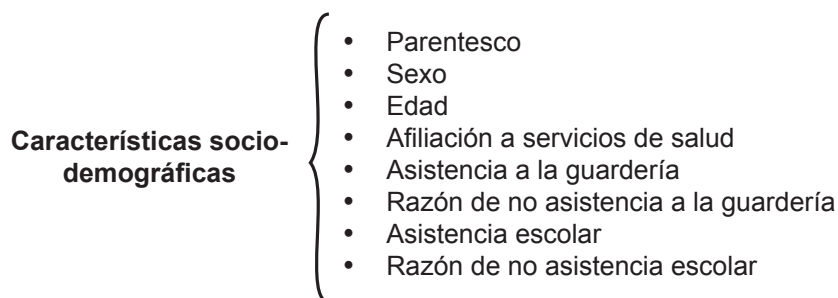 Características socio-
demográficas
• Parentesco
• Sexo
• Edad
• Afiliación a servicios de salud
• Asistencia a la guardería
• Razón de no asistencia a la guardería
• Asistencia escolar
• Razón de no asistencia escolar